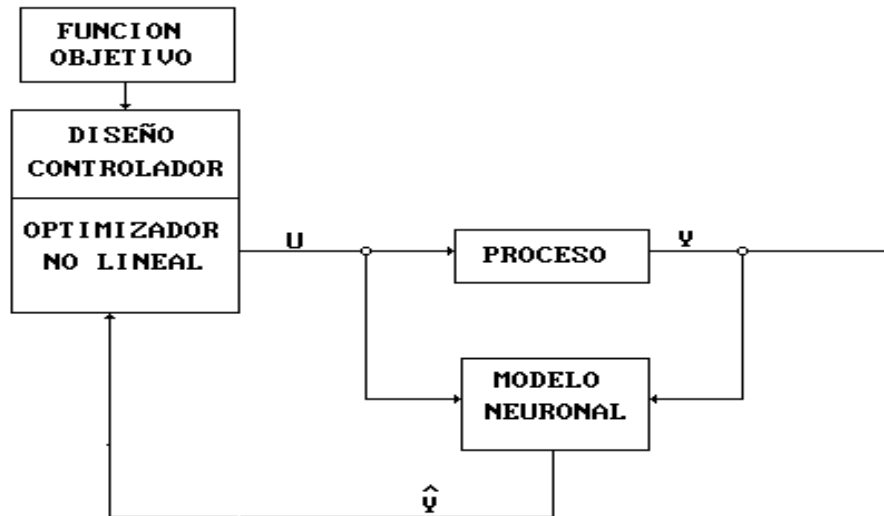 FUNCION
OBJETIVO
DISEÑO
CONTROLADOR
OPTIMIZADOR
NO LINEAL
U
PROCESO
Y
MODELO
NEURONAL
Ŷ